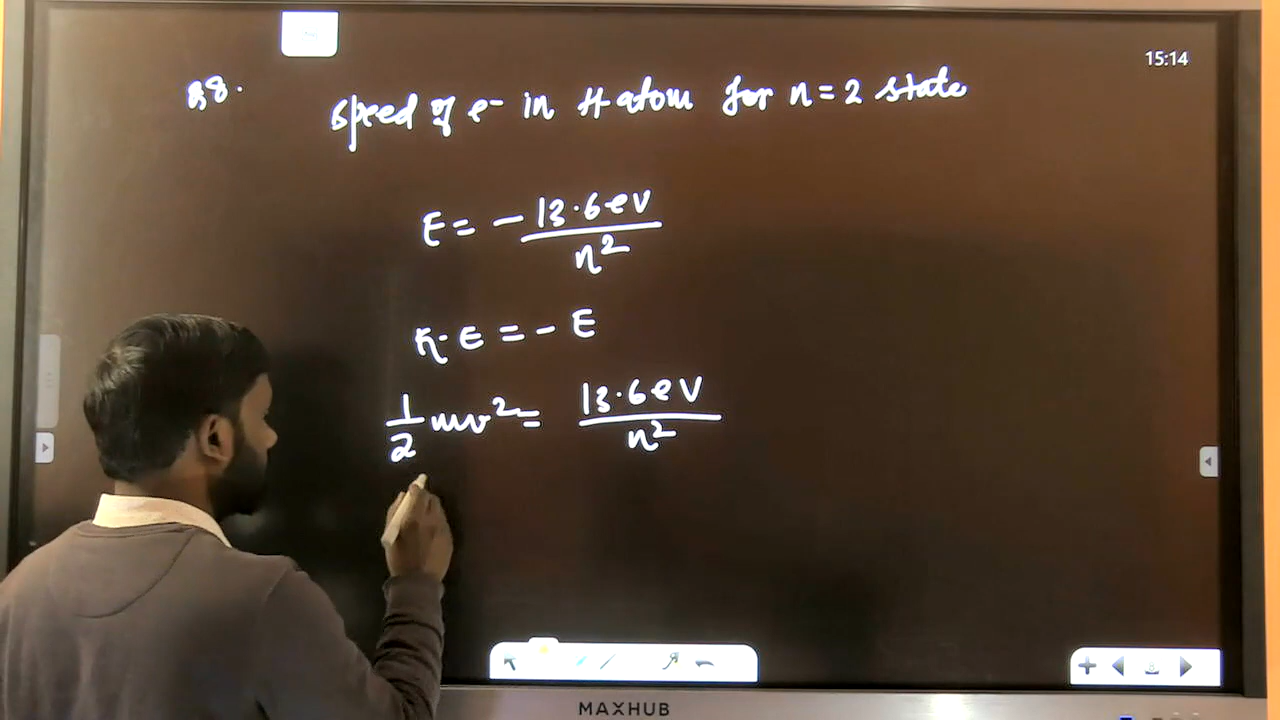 15:14
88.
Speed of e⁻ in H atom for n = 2 state
E = - 13.6 eV / n²
K.E = - E
1/2 mv² = 13.6 eV / n²
MAXHUB